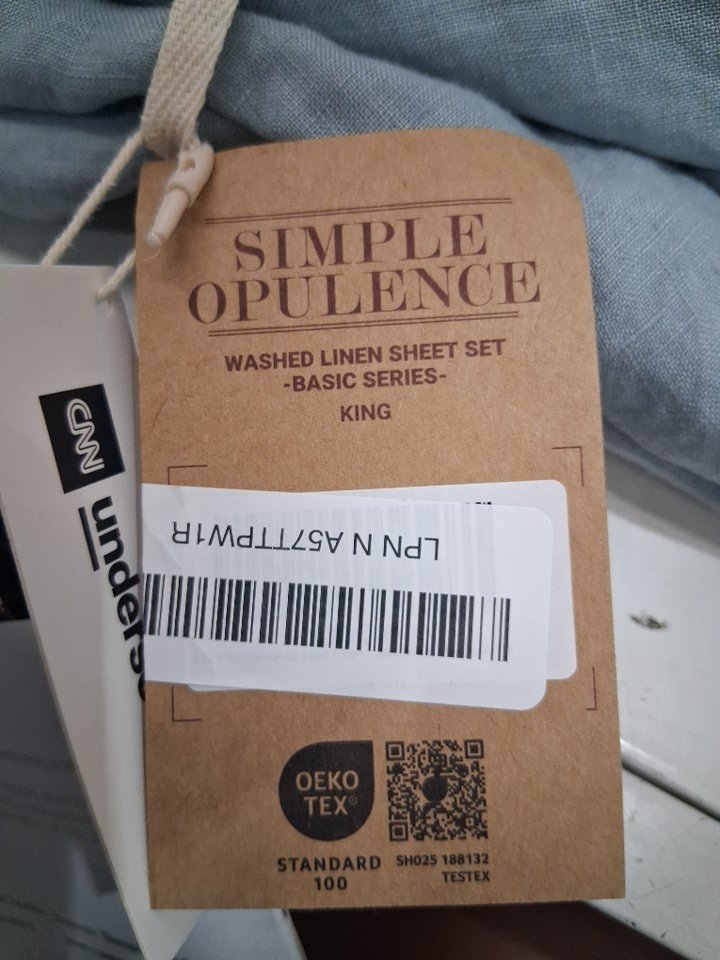 SIMPLE
OPULENCE
WASHED LINEN SHEET SET
-BASIC SERIES-
KING
LPN N A57TTPW1R
OEKO
TEX®
STANDARD
100
SH025 188132
TESTEX
CNN